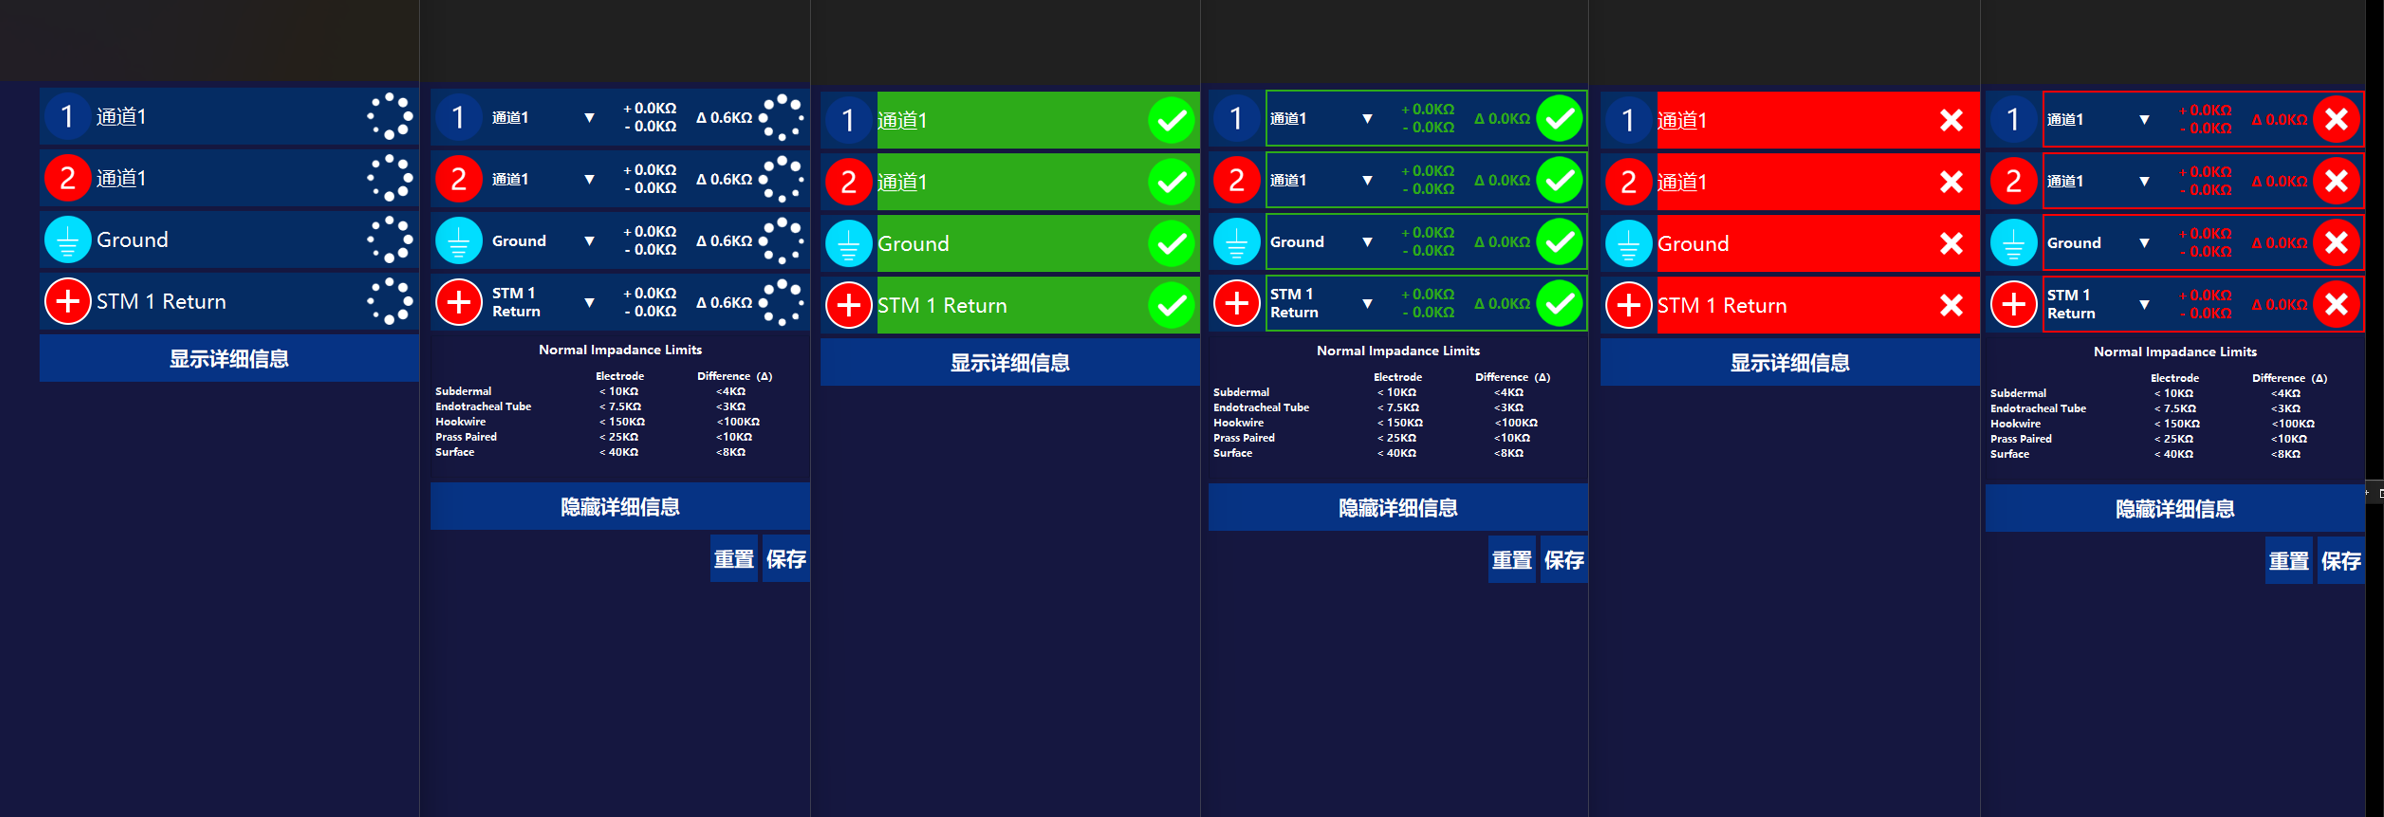 1 通道1
2 通道1
Ground
STM 1 Return
显示详细信息
1 通道1 ▼ + 0.0KΩ - 0.0KΩ Δ 0.6KΩ
2 通道1 ▼ + 0.0KΩ - 0.0KΩ Δ 0.6KΩ
Ground ▼ + 0.0KΩ - 0.0KΩ Δ 0.6KΩ
STM 1 Return ▼ + 0.0KΩ - 0.0KΩ Δ 0.6KΩ
Normal Impadance Limits
Electrode Difference (Δ)
Subdermal < 10KΩ <4KΩ
Endotracheal Tube < 7.5KΩ <3KΩ
Hookwire < 150KΩ <100KΩ
Prass Paired < 25KΩ <10KΩ
Surface < 40KΩ <8KΩ
隐藏详细信息
重置 保存
1 通道1
2 通道1
Ground
STM 1 Return
显示详细信息
1 通道1 ▼ + 0.0KΩ - 0.0KΩ Δ 0.0KΩ
2 通道1 ▼ + 0.0KΩ - 0.0KΩ Δ 0.0KΩ
Ground ▼ + 0.0KΩ - 0.0KΩ Δ 0.0KΩ
STM 1 Return ▼ + 0.0KΩ - 0.0KΩ Δ 0.0KΩ
Normal Impadance Limits
Electrode Difference (Δ)
Subdermal < 10KΩ <4KΩ
Endotracheal Tube < 7.5KΩ <3KΩ
Hookwire < 150KΩ <100KΩ
Prass Paired < 25KΩ <10KΩ
Surface < 40KΩ <8KΩ
隐藏详细信息
重置 保存
1 通道1
2 通道1
Ground
STM 1 Return
显示详细信息
1 通道1 ▼ + 0.0KΩ - 0.0KΩ Δ 0.0KΩ
2 通道1 ▼ + 0.0KΩ - 0.0KΩ Δ 0.0KΩ
Ground ▼ + 0.0KΩ - 0.0KΩ Δ 0.0KΩ
STM 1 Return ▼ + 0.0KΩ - 0.0KΩ Δ 0.0KΩ
Normal Impadance Limits
Electrode Difference (Δ)
Subdermal < 10KΩ <4KΩ
Endotracheal Tube < 7.5KΩ <3KΩ
Hookwire < 150KΩ <100KΩ
Prass Paired < 25KΩ <10KΩ
Surface < 40KΩ <8KΩ
隐藏详细信息
重置 保存